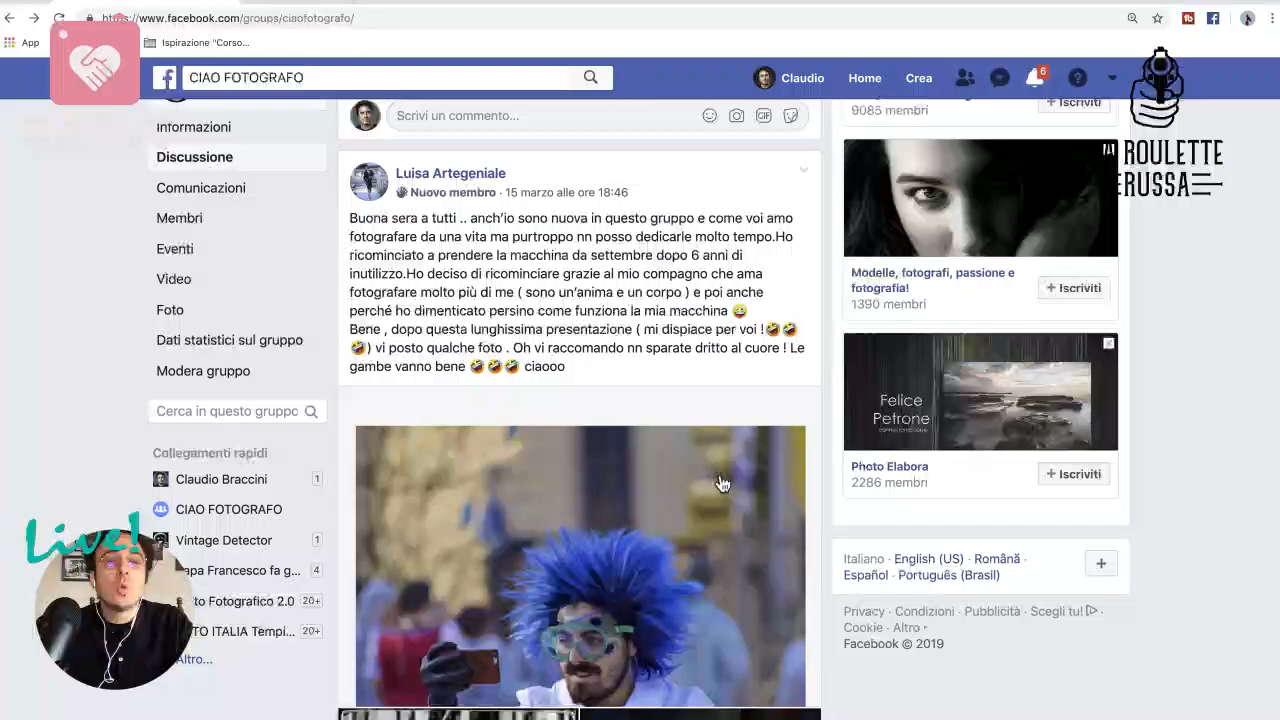 https://www.facebook.com/groups/ciaofotografo/
App
Ispirazione "Corso...
CIAO FOTOGRAFO
Claudio
Home
Crea
6
Informazioni
Discussione
Comunicazioni
Membri
Eventi
Video
Foto
Dati statistici sul gruppo
Modera gruppo
Cerca in questo gruppo
Collegamenti rapidi
Claudio Braccini
1
CIAO FOTOGRAFO
Vintage Detector
1
apa Francesco fa g...
4
to Fotografico 2.0
20+
TO ITALIA Tempi...
20+
Altro...
Live!
Scrivi un commento...
GIF
Luisa Artegeniale
Nuovo membro · 15 marzo alle ore 18:46
Buona sera a tutti .. anch'io sono nuova in questo gruppo e come voi amo
fotografare da una vita ma purtroppo nn posso dedicarle molto tempo.Ho
ricominciato a prendere la macchina da settembre dopo 6 anni di
inutilizzo.Ho deciso di ricominciare grazie al mio compagno che ama
fotografare molto più di me ( sono un'anima e un corpo ) e poi anche
perché ho dimenticato persino come funziona la mia macchina 😄
Bene , dopo questa lunghissima presentazione ( mi dispiace per voi !🤣🤣
🤣) vi posto qualche foto . Oh vi raccomando nn sparate dritto al cuore ! Le
gambe vanno bene 🤣🤣🤣 ciaooo
9085 membri
+ Iscriviti
ROULETTE
RUSSA
Modelle, fotografi, passione e
fotografia!
1390 membri
+ Iscriviti
Felice
Petrone
Photo Elabora
2286 membri
+ Iscriviti
Italiano · English (US) · Română ·
Español · Português (Brasil)
Privacy · Condizioni · Pubblicità · Scegli tu! ·
Cookie · Altro
Facebook © 2019